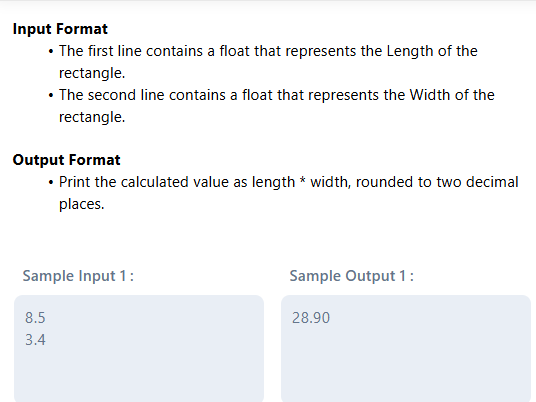 Input Format
• The first line contains a float that represents the Length of the
rectangle.
• The second line contains a float that represents the Width of the
rectangle.
Output Format
• Print the calculated value as length * width, rounded to two decimal
places.
Sample Input 1 :
8.5
3.4
Sample Output 1 :
28.90